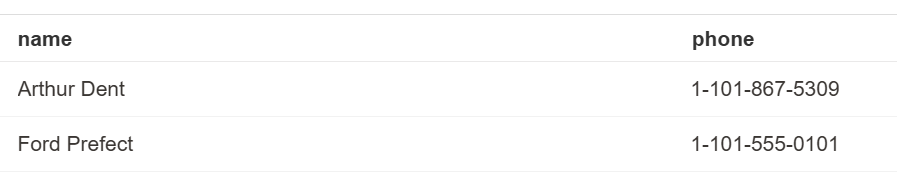 name phone
Arthur Dent 1-101-867-5309
Ford Prefect 1-101-555-0101